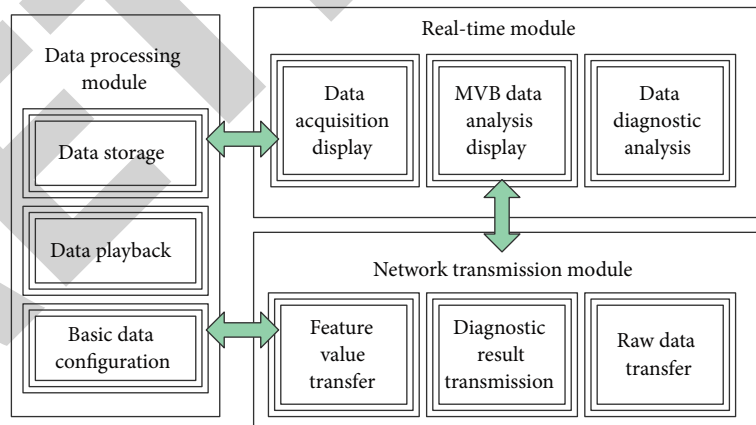 Data processing
module
Data storage
Data playback
Basic data
configuration
Real-time module
Data
acquisition
display
MVB data
analysis
display
Data
diagnostic
analysis
Network transmission module
Feature
value
transfer
Diagnostic
result
transmission
Raw data
transfer